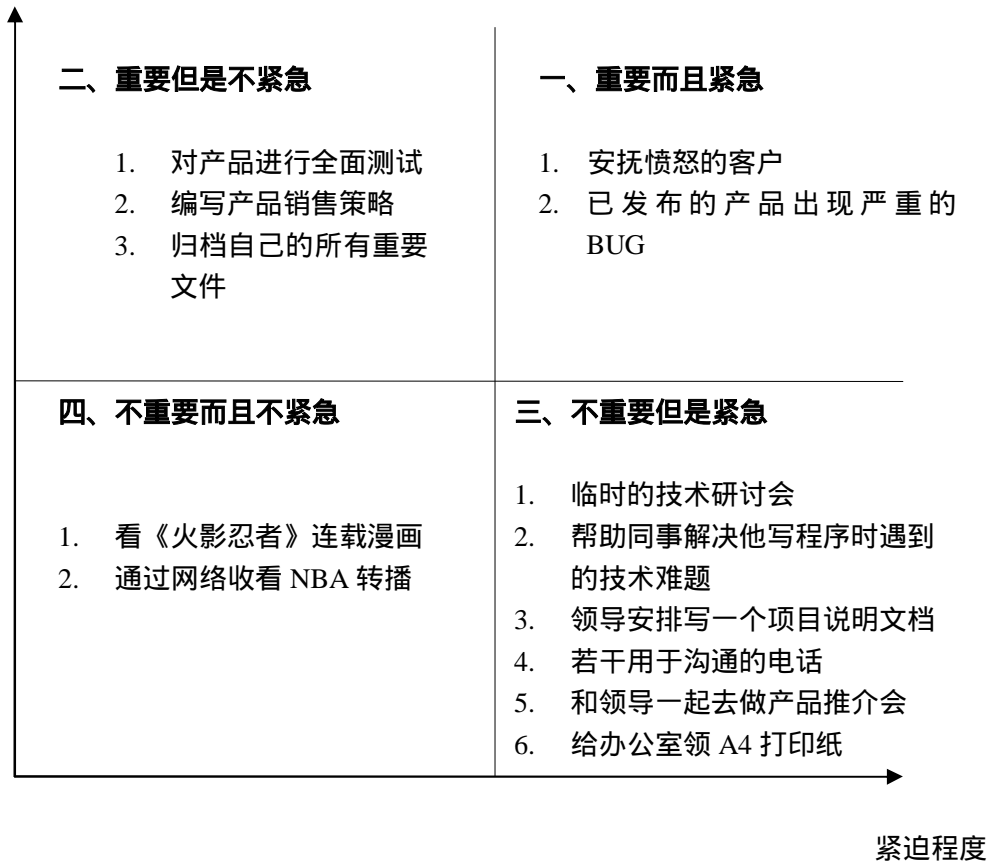 二、重要但是不紧急
1. 对产品进行全面测试
2. 编写产品销售策略
3. 归档自己的所有重要
文件
一、重要而且紧急
1. 安抚愤怒的客户
2. 已发布的产品出现严重的
BUG
四、不重要而且不紧急
1. 看《火影忍者》连载漫画
2. 通过网络收看 NBA 转播
三、不重要但是紧急
1. 临时的技术研讨会
2. 帮助同事解决他写程序时遇到
的技术难题
3. 领导安排写一个项目说明文档
4. 若干用于沟通的电话
5. 和领导一起去做产品推介会
6. 给办公室领 A4 打印纸
紧迫程度